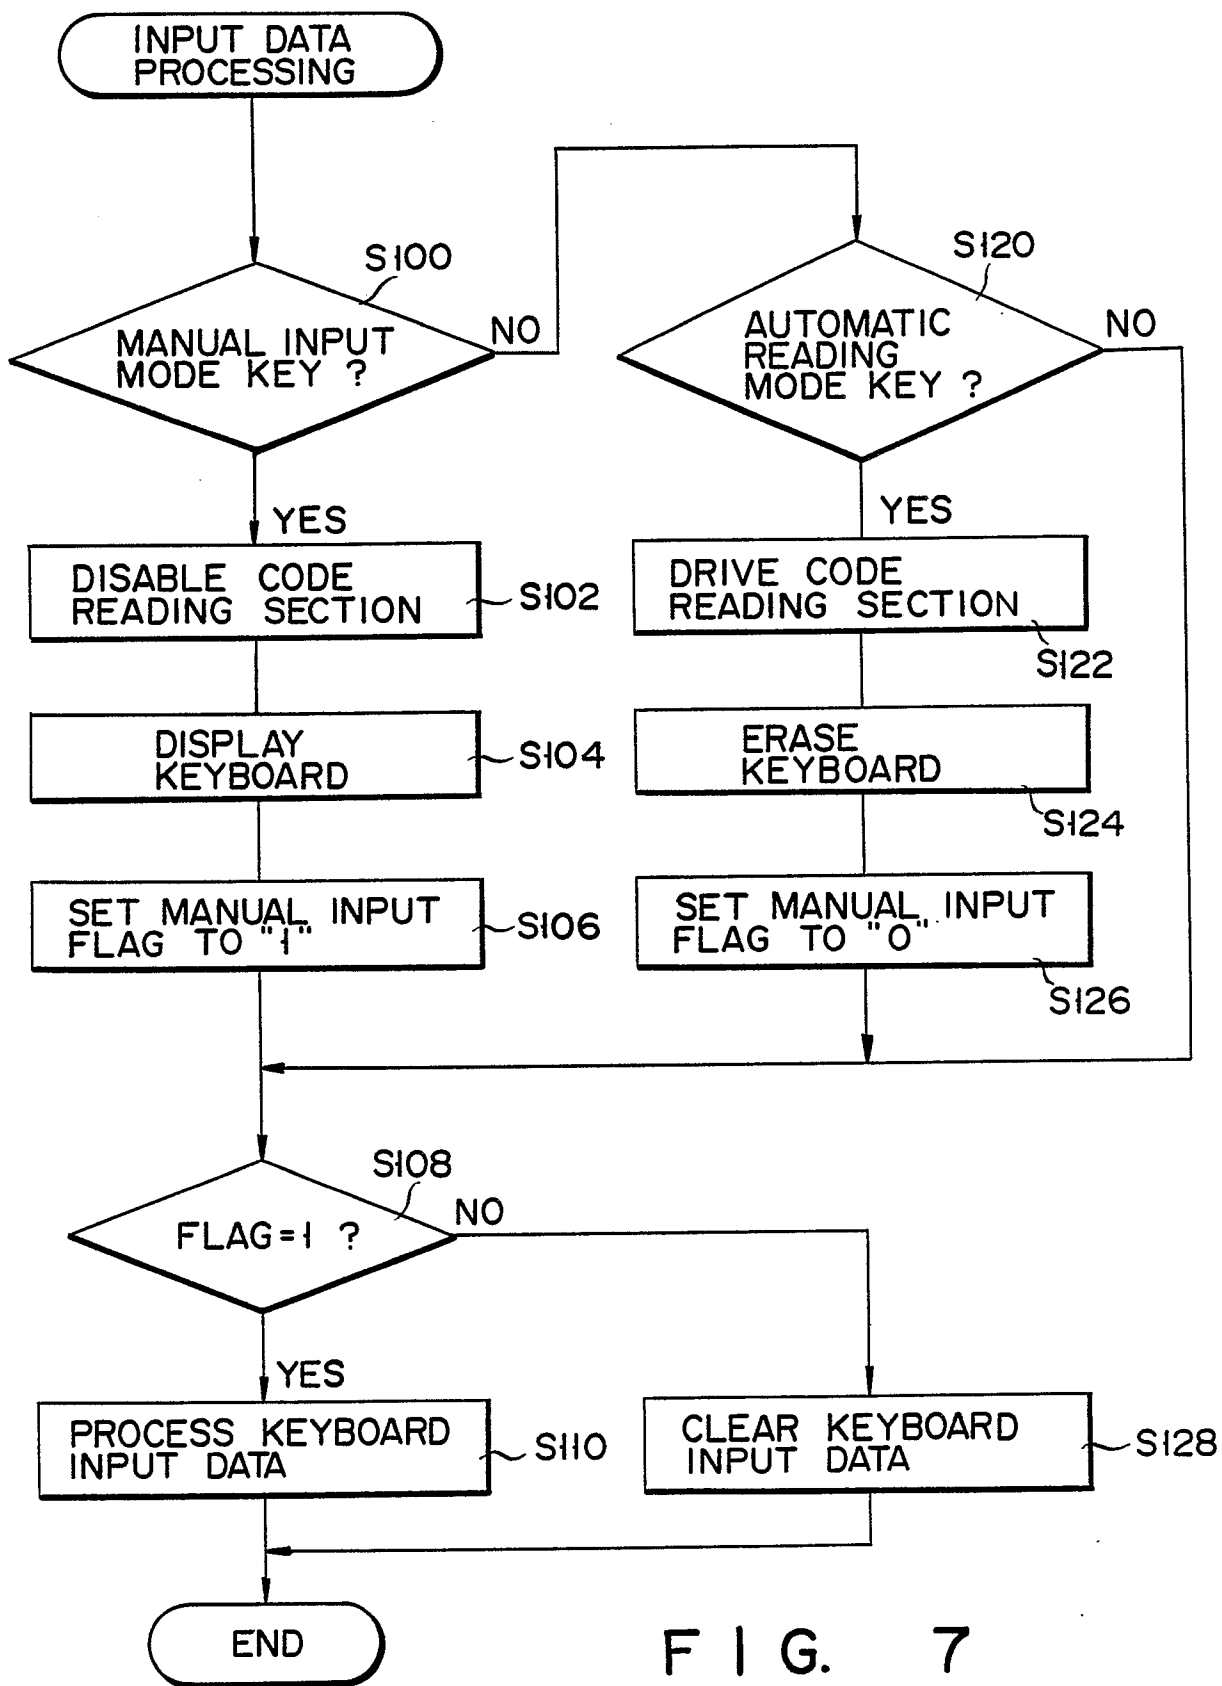 INPUT DATA
PROCESSING
S100
MANUAL INPUT
MODE KEY ?
NO
S120
AUTOMATIC
READING
MODE KEY ?
NO
YES
DISABLE CODE
READING SECTION
S102
YES
DRIVE CODE
READING SECTION
S122
DISPLAY
KEYBOARD
S104
ERASE
KEYBOARD
S124
SET MANUAL INPUT
FLAG TO "1"
S106
SET MANUAL INPUT
FLAG TO "0"
S126
S108
FLAG=1 ?
NO
YES
PROCESS KEYBOARD
INPUT DATA
S110
CLEAR KEYBOARD
INPUT DATA
S128
END
FIG. 7